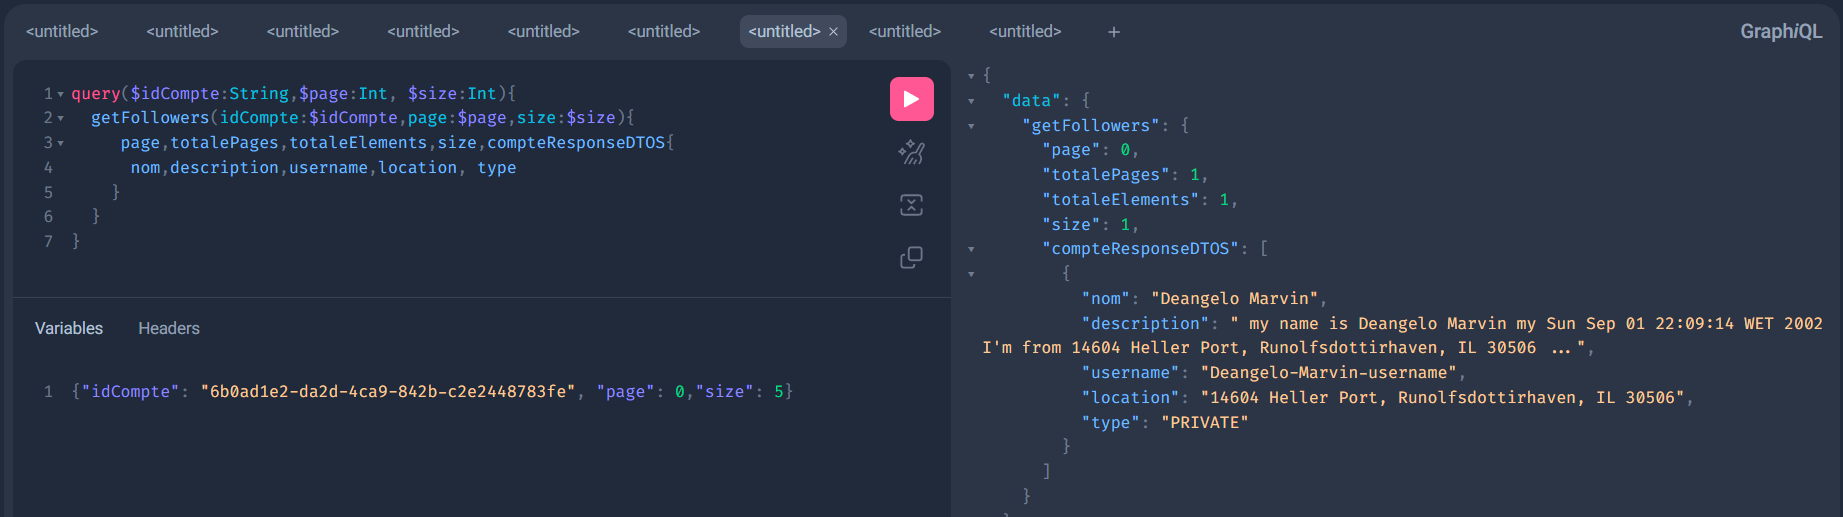 <untitled> <untitled> <untitled> <untitled> <untitled> <untitled> <untitled> × <untitled> <untitled> + GraphiQL
1 query($idCompte:String,$page:Int, $size:Int){
2 getFollowers(idCompte:$idCompte,page:$page,size:$size){
3 page,totalePages,totaleElements,size,compteResponseDTOS{
4 nom,description,username,location, type
5 }
6 }
7 }
Variables Headers
1 {"idCompte": "6b0ad1e2-da2d-4ca9-842b-c2e2448783fe", "page": 0,"size": 5}
{
"data": {
"getFollowers": {
"page": 0,
"totalePages": 1,
"totaleElements": 1,
"size": 1,
"compteResponseDTOS": [
{
"nom": "Deangelo Marvin",
"description": " my name is Deangelo Marvin my Sun Sep 01 22:09:14 WET 2002
I'm from 14604 Heller Port, Runolfsdottirhaven, IL 30506 ...",
"username": "Deangelo-Marvin-username",
"location": "14604 Heller Port, Runolfsdottirhaven, IL 30506",
"type": "PRIVATE"
}
]
}
}